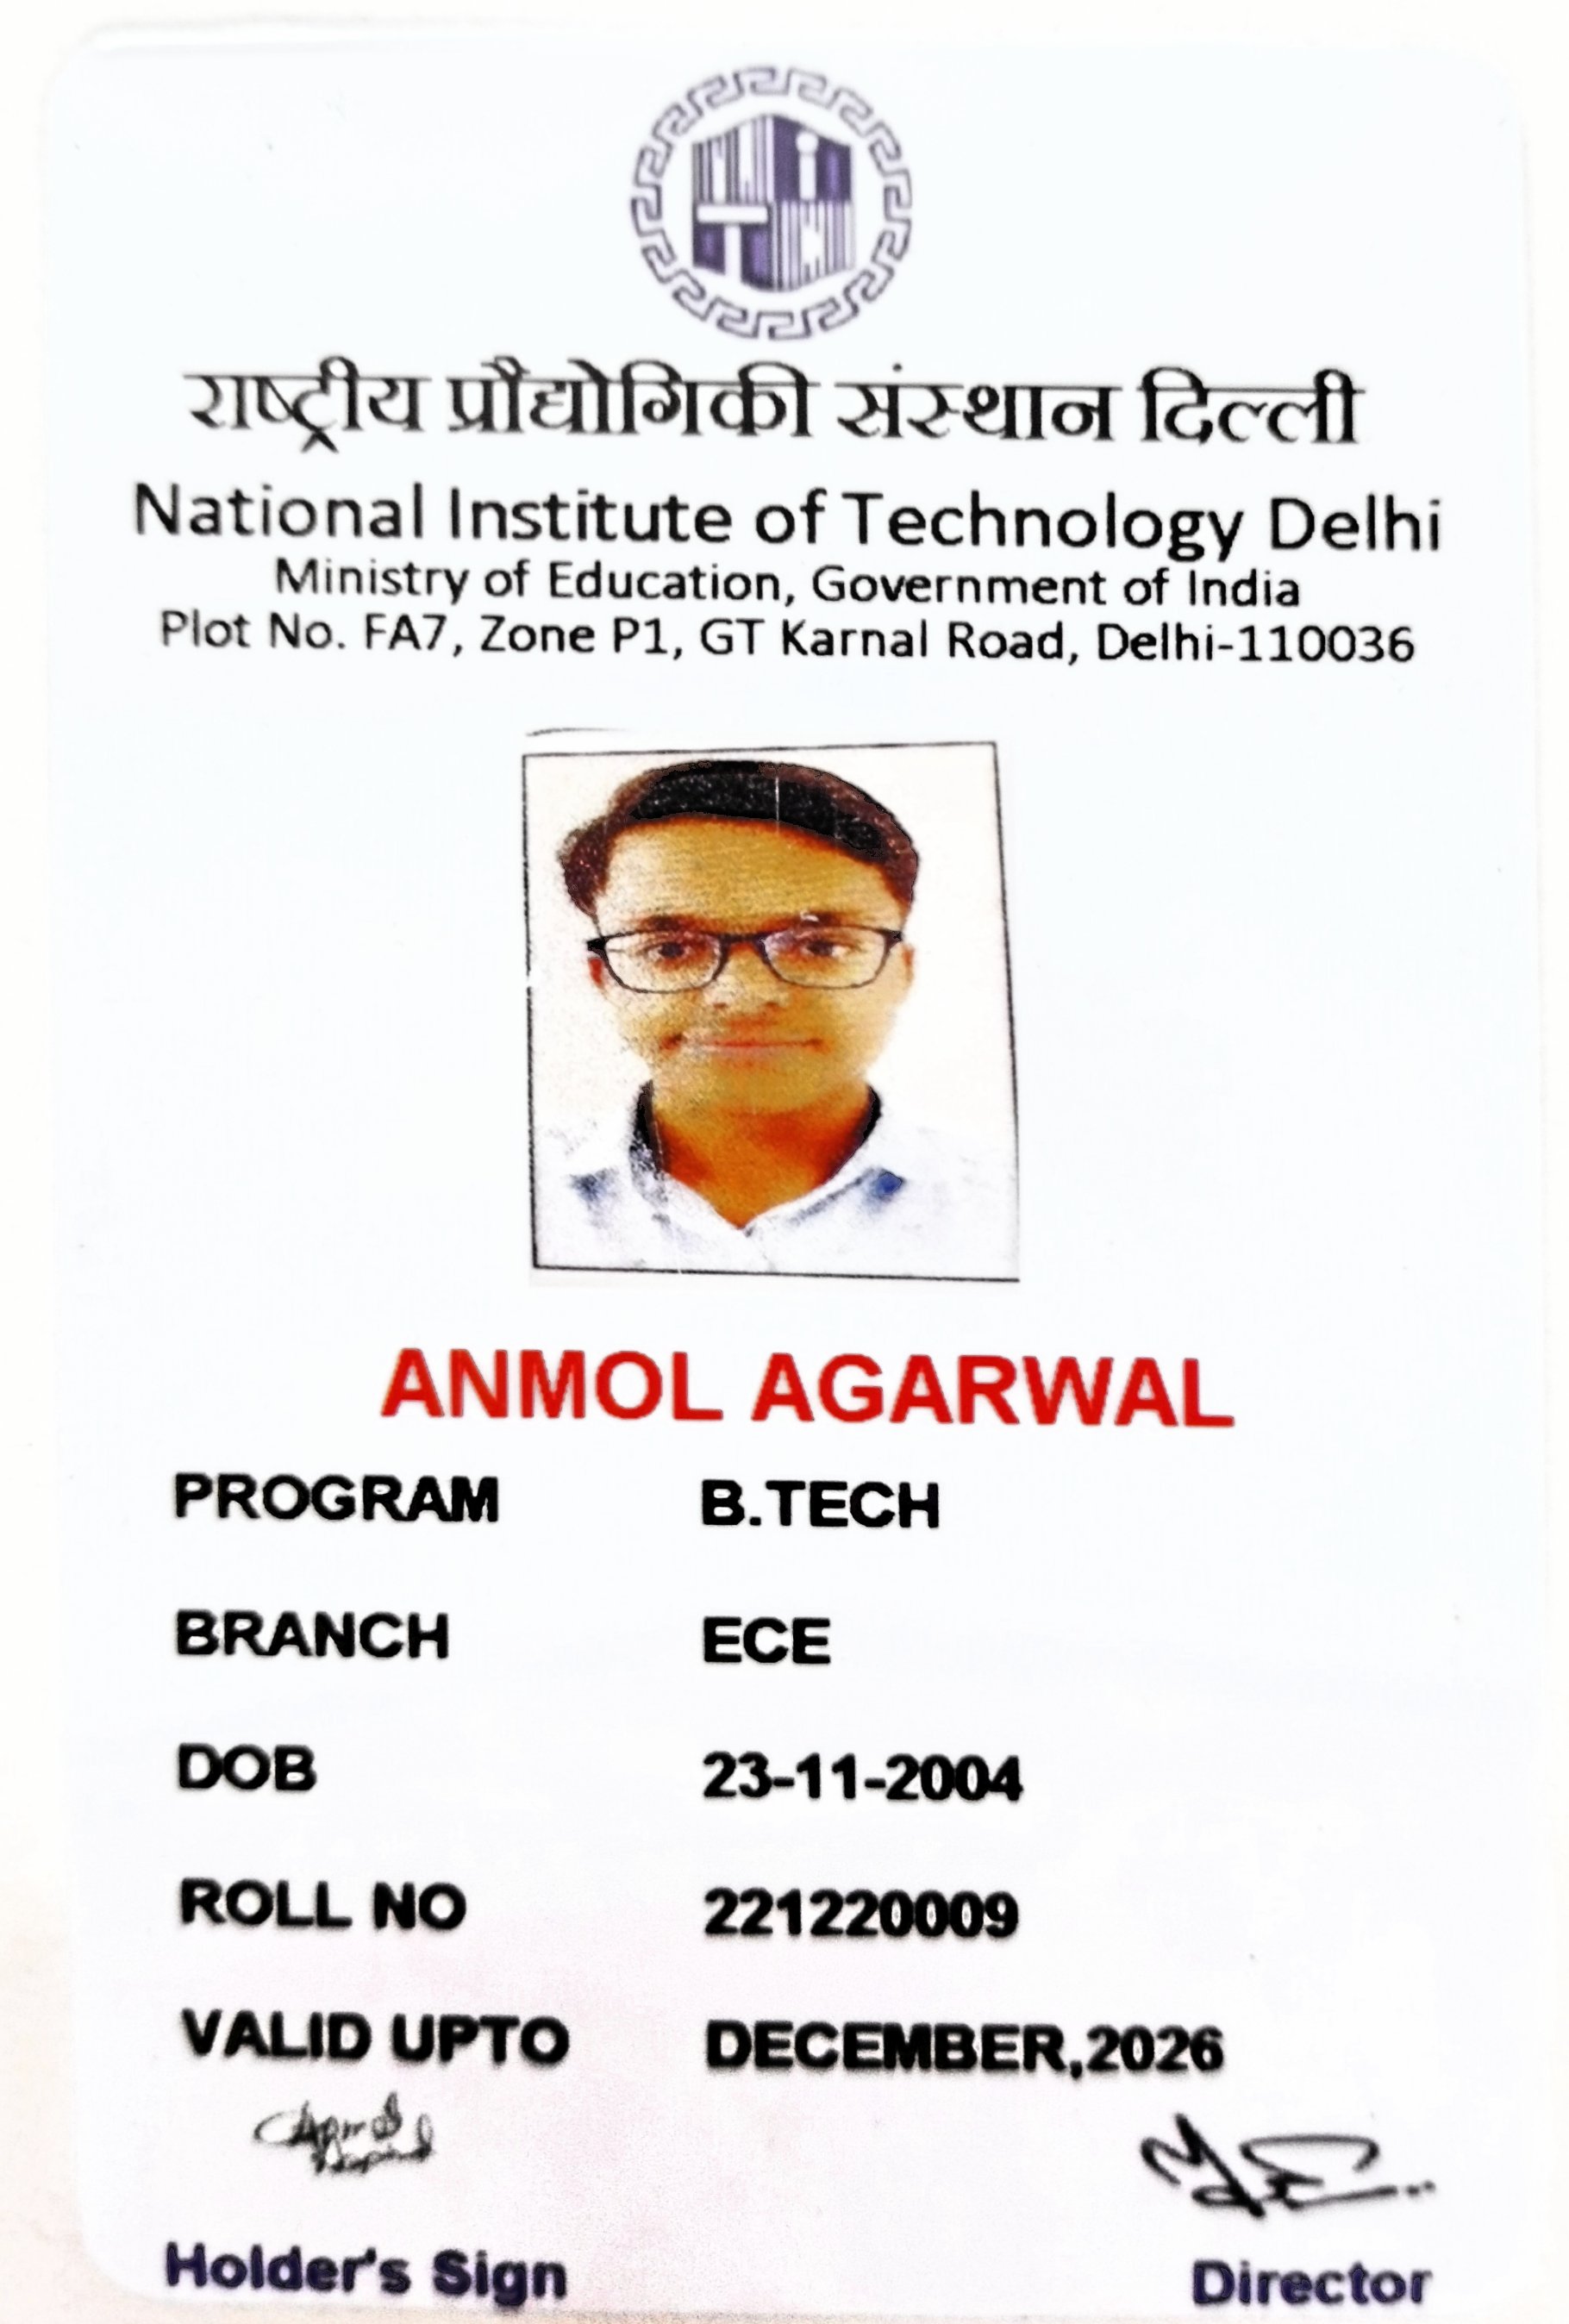 राष्ट्रीय प्रौद्योगिकी संस्थान दिल्ली
National Institute of Technology Delhi
Ministry of Education, Government of India
Plot No. FA7, Zone P1, GT Karnal Road, Delhi-110036
ANMOL AGARWAL
PROGRAM B.TECH
BRANCH ECE
DOB 23-11-2004
ROLL NO 221220009
VALID UPTO DECEMBER,2026
Holder's Sign Director